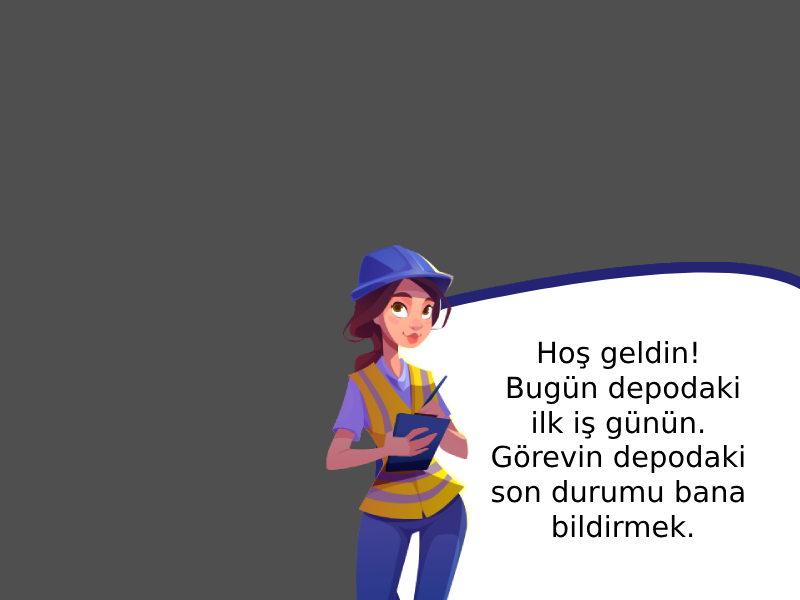 Hoş geldin!
Bugün depodaki
ilk iş günün.
Görevin depodaki
son durumu bana
bildirmek.